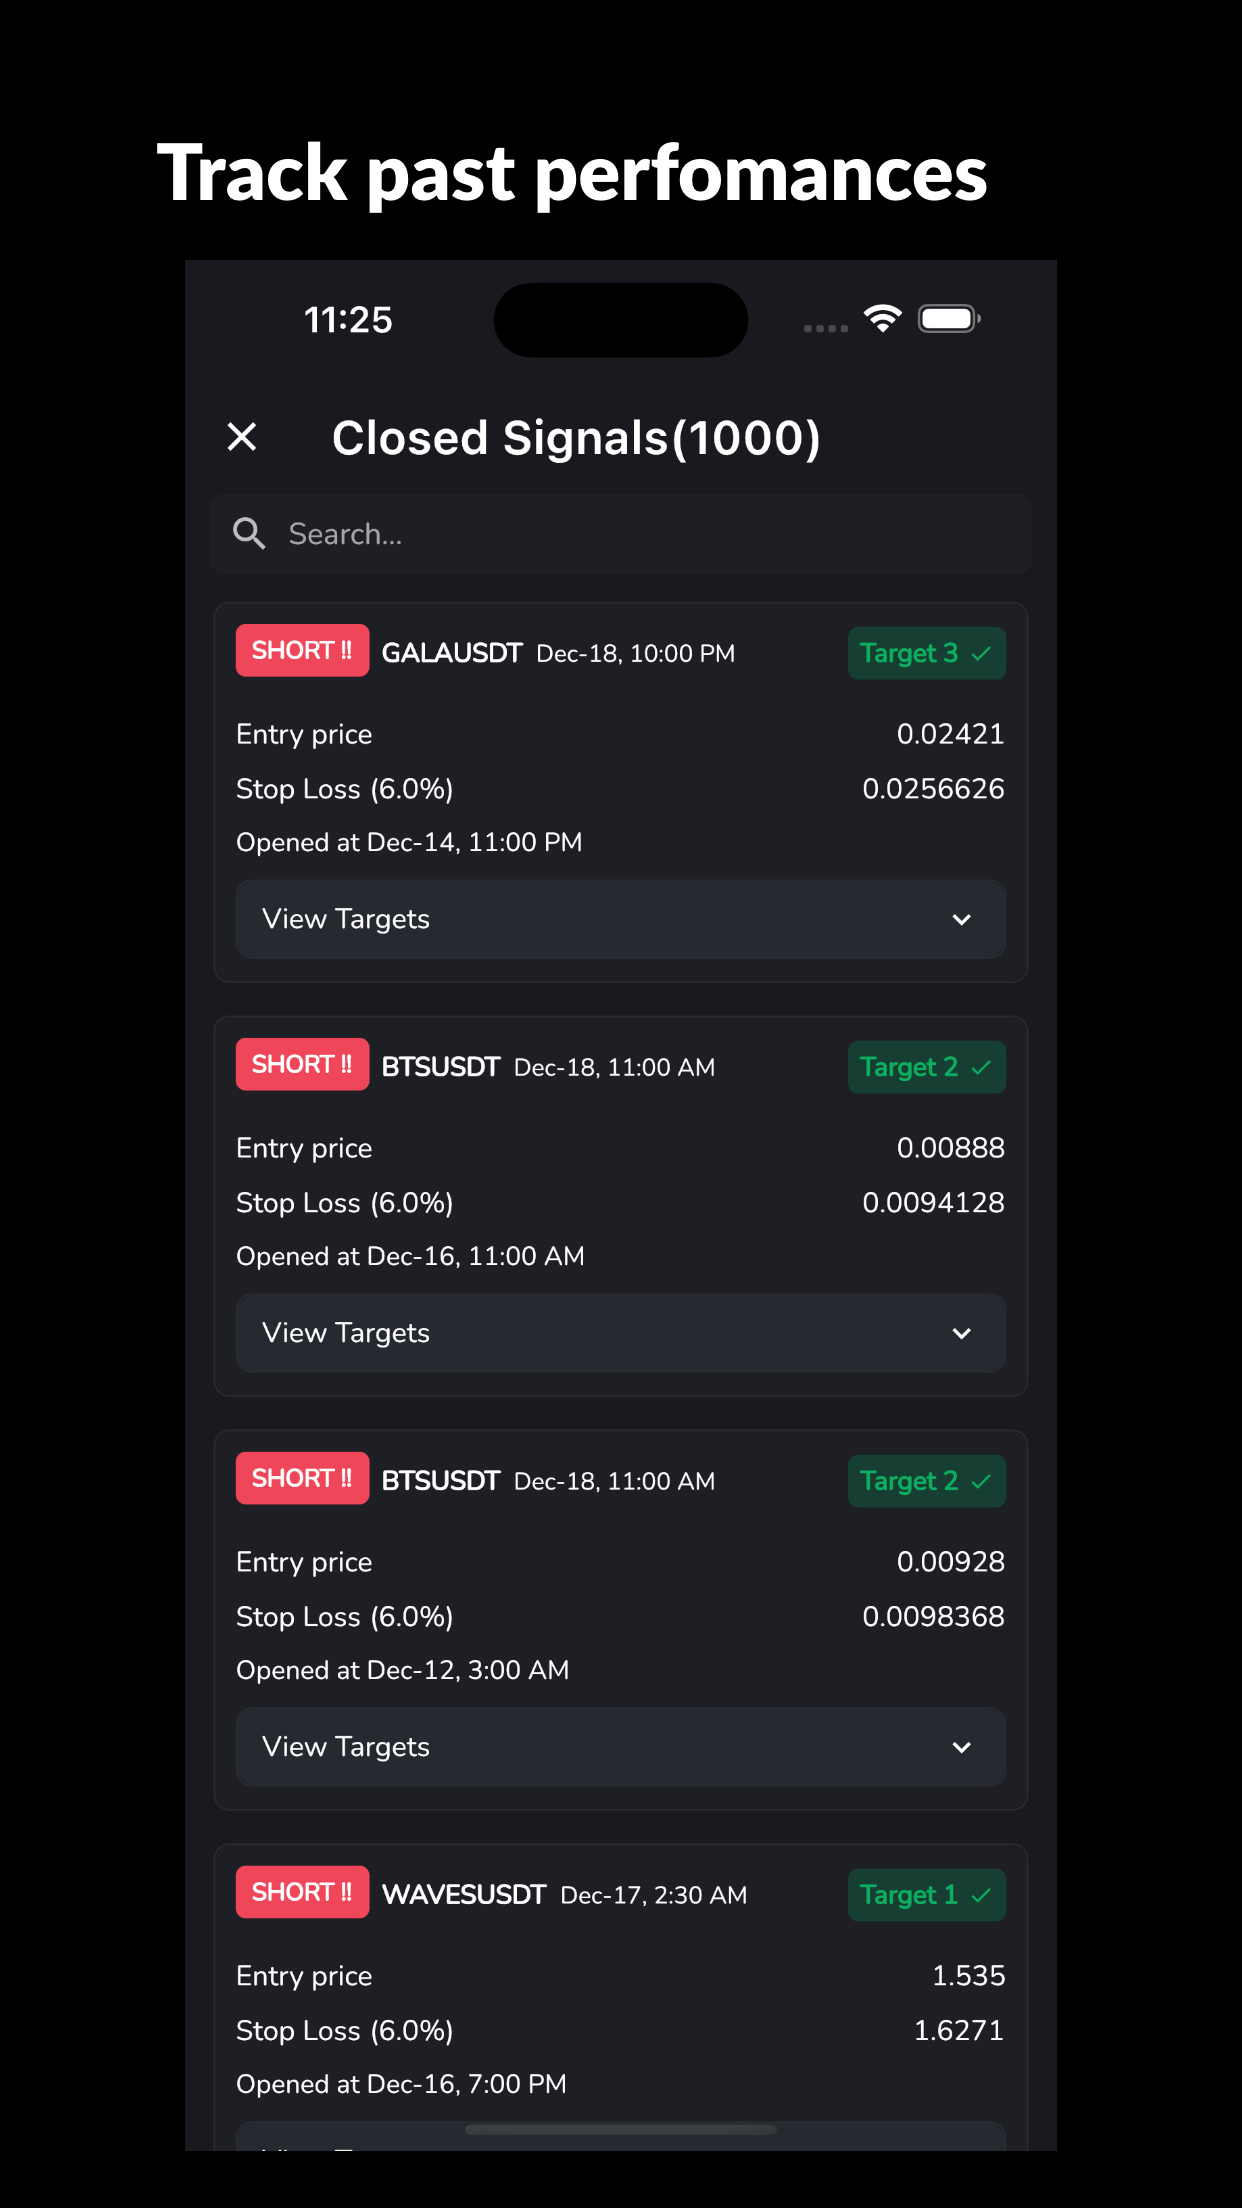 Track past perfomances
11:25
Closed Signals(1000)
Search...
SHORT !! GALAUSDT Dec-18, 10:00 PM Target 3 ✓
Entry price 0.02421
Stop Loss (6.0%) 0.0256626
Opened at Dec-14, 11:00 PM
View Targets
SHORT !! BTSUSDT Dec-18, 11:00 AM Target 2 ✓
Entry price 0.00888
Stop Loss (6.0%) 0.0094128
Opened at Dec-16, 11:00 AM
View Targets
SHORT !! BTSUSDT Dec-18, 11:00 AM Target 2 ✓
Entry price 0.00928
Stop Loss (6.0%) 0.0098368
Opened at Dec-12, 3:00 AM
View Targets
SHORT !! WAVESUSDT Dec-17, 2:30 AM Target 1 ✓
Entry price 1.535
Stop Loss (6.0%) 1.6271
Opened at Dec-16, 7:00 PM